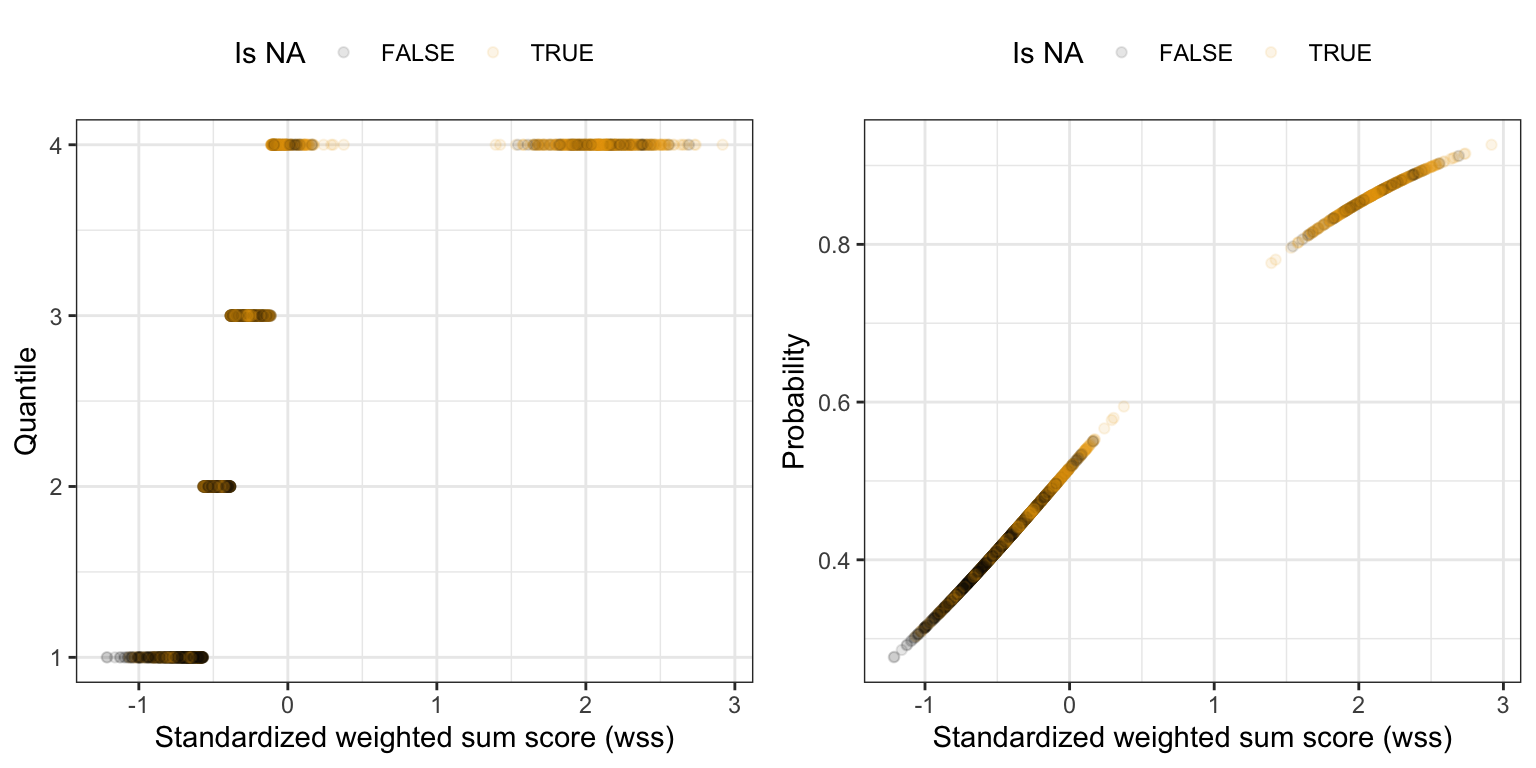 Is NA FALSE TRUE
4
3
2
1
Quantile
-1 0 1 2 3
Standardized weighted sum score (wss)
Is NA FALSE TRUE
0.8
0.6
0.4
Probability
-1 0 1 2 3
Standardized weighted sum score (wss)